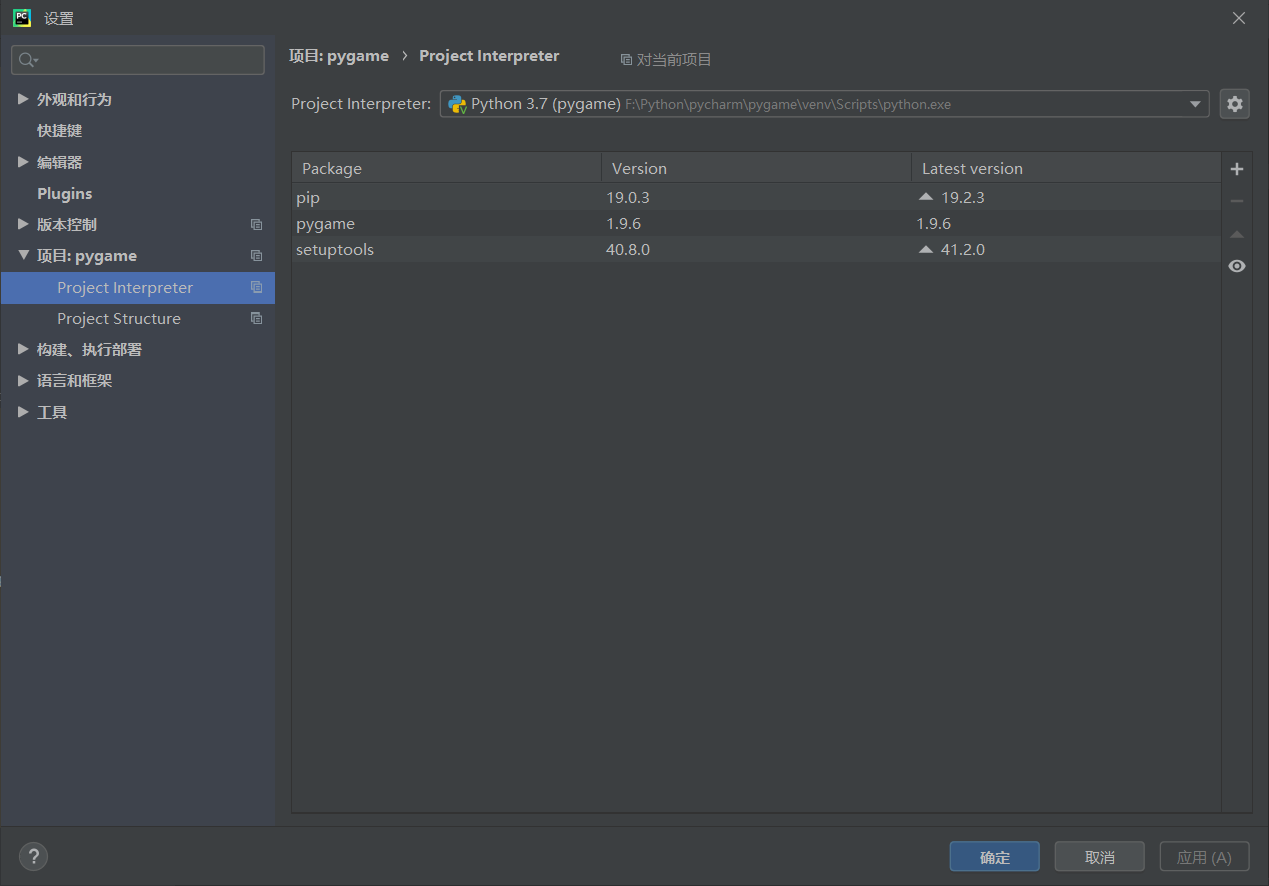 设置
外观和行为
快捷键
编辑器
Plugins
版本控制
项目: pygame
Project Interpreter
Project Structure
构建、执行部署
语言和框架
工具
项目: pygame › Project Interpreter 对当前项目
Project Interpreter: Python 3.7 (pygame) F:\Python\pycharm\pygame\venv\Scripts\python.exe
Package Version Latest version
pip 19.0.3 19.2.3
pygame 1.9.6 1.9.6
setuptools 40.8.0 41.2.0
? 确定 取消 应用 (A)